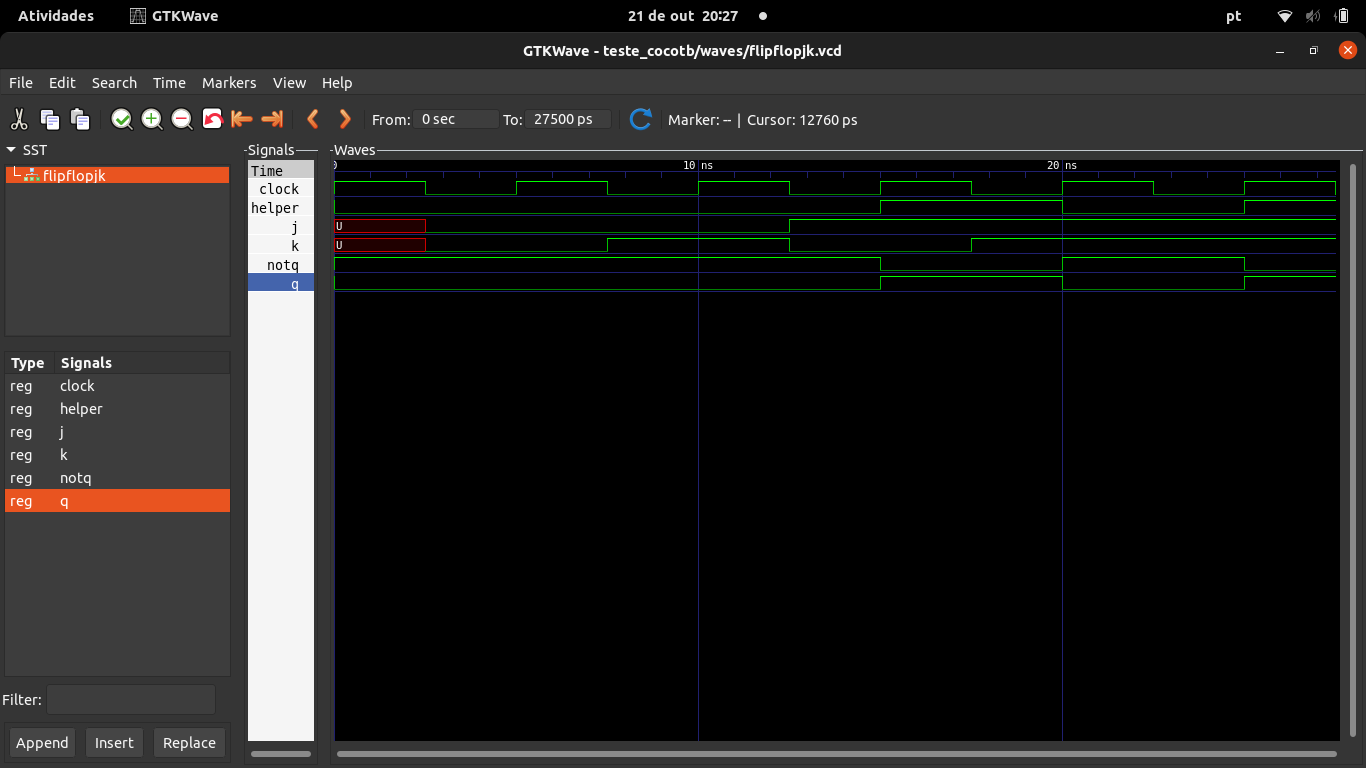 Atividades GTKWave 21 de out 20:27 pt
GTKWave - teste_cocotb/waves/flipflopjk.vcd
File Edit Search Time Markers View Help
From: 0 sec To: 27500 ps Marker: -- | Cursor: 12760 ps
SST
flipflopjk
Type Signals
reg clock
reg helper
reg j
reg k
reg notq
reg q
Filter:
Append Insert Replace
Signals
Time
clock
helper
j
k
notq
q
Waves
0 10 ns 20 ns
U
U